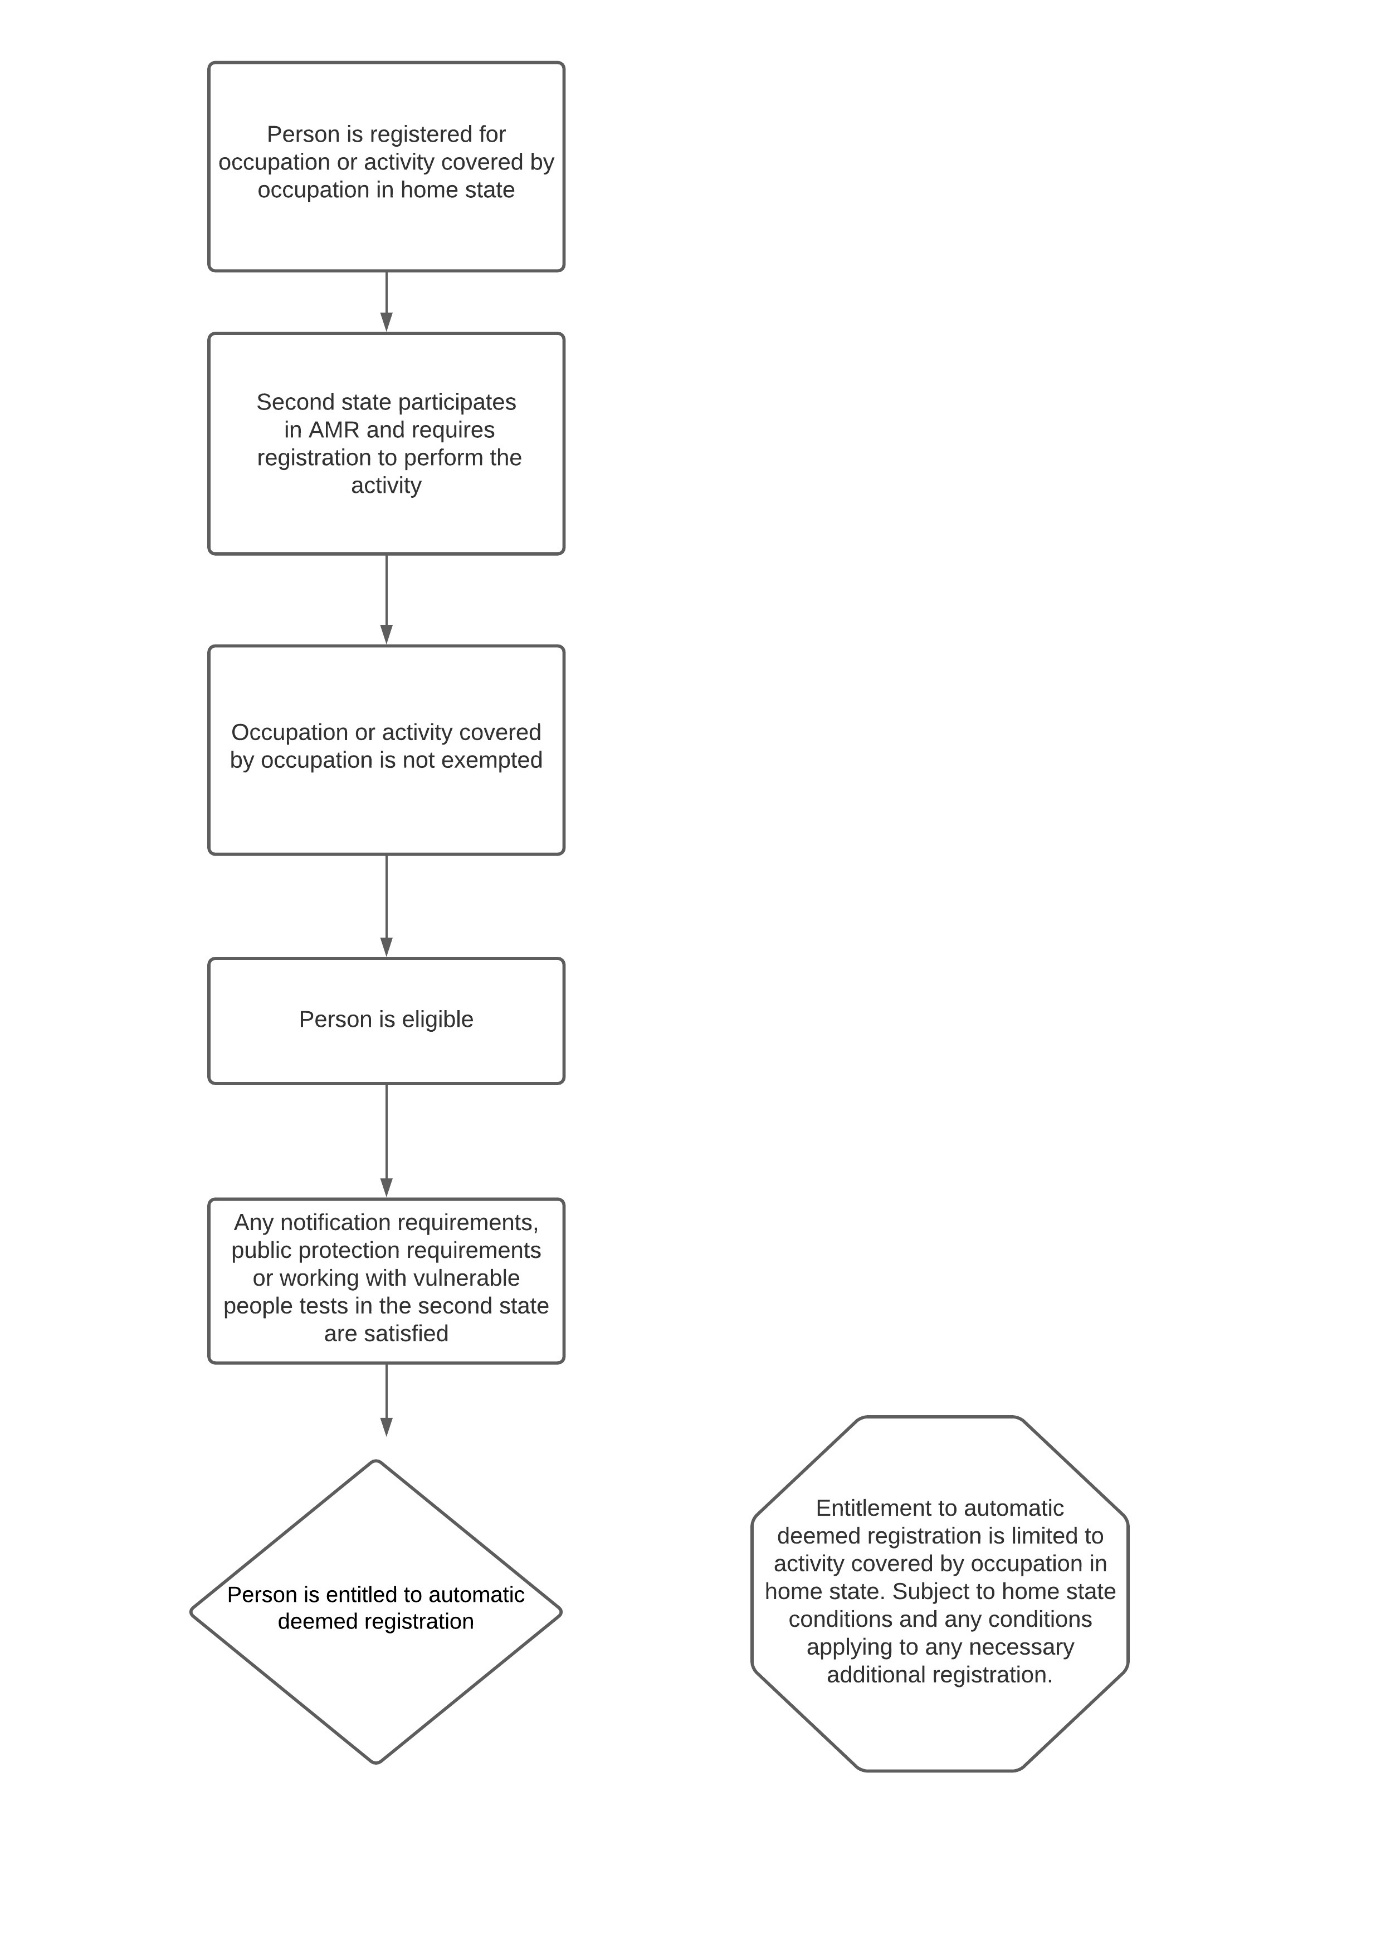 Person is registered for
occupation or activity covered by
occupation in home state
Second state participates
in AMR and requires
registration to perform the
activity
Occupation or activity covered
by occupation is not exempted
Person is eligible
Any notification requirements,
public protection requirements
or working with vulnerable
people tests in the second state
are satisfied
Person is entitled to automatic
deemed registration
Entitlement to automatic
deemed registration is limited to
activity covered by occupation in
home state. Subject to home state
conditions and any conditions
applying to any necessary
additional registration.